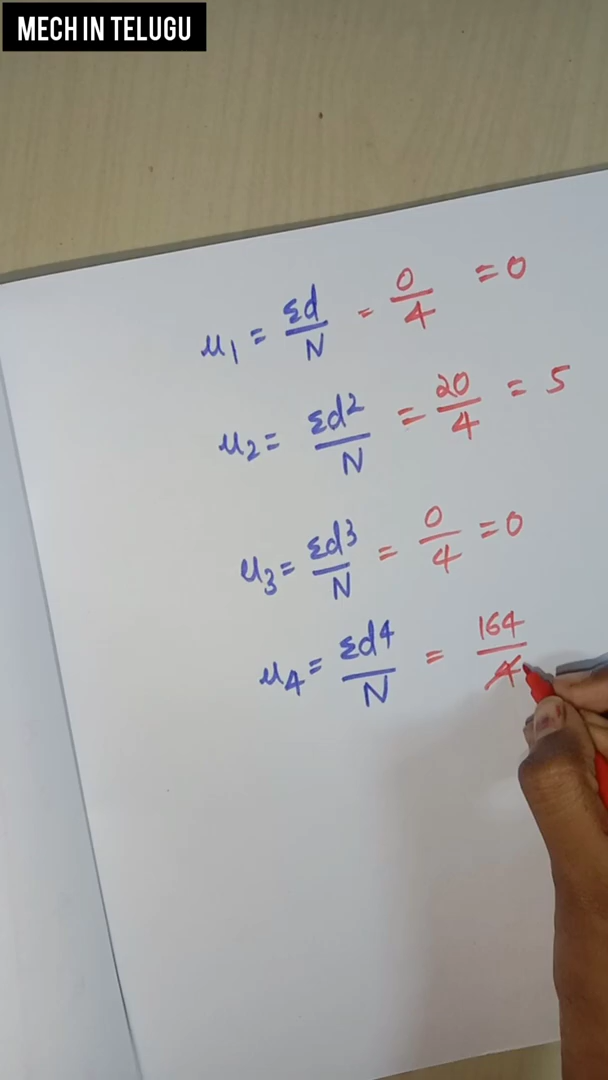 MECH IN TELUGU
μ1 = Σd/N = 0/4 = 0
μ2 = Σd2/N = 20/4 = 5
μ3 = Σd3/N = 0/4 = 0
μ4 = Σd4/N = 164/4